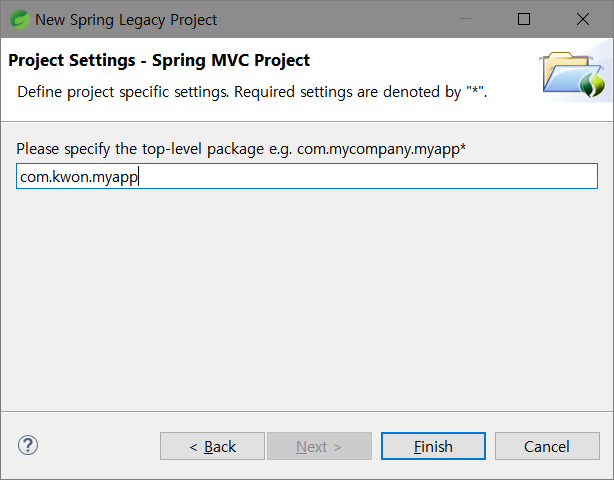 New Spring Legacy Project
Project Settings - Spring MVC Project
Define project specific settings. Required settings are denoted by "*".
Please specify the top-level package e.g. com.mycompany.myapp*
com.kwon.myapp
?
< Back
Next >
Finish
Cancel